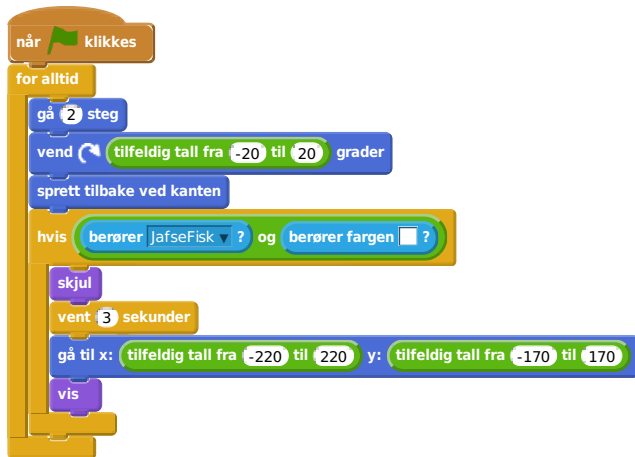 når klikkes
for alltid
gå 2 steg
vend tilfeldig tall fra -20 til 20 grader
sprett tilbake ved kanten
hvis berører JafseFisk ? og berører fargen ?
skjul
vent 3 sekunder
gå til x: tilfeldig tall fra -220 til 220 y: tilfeldig tall fra -170 til 170
vis